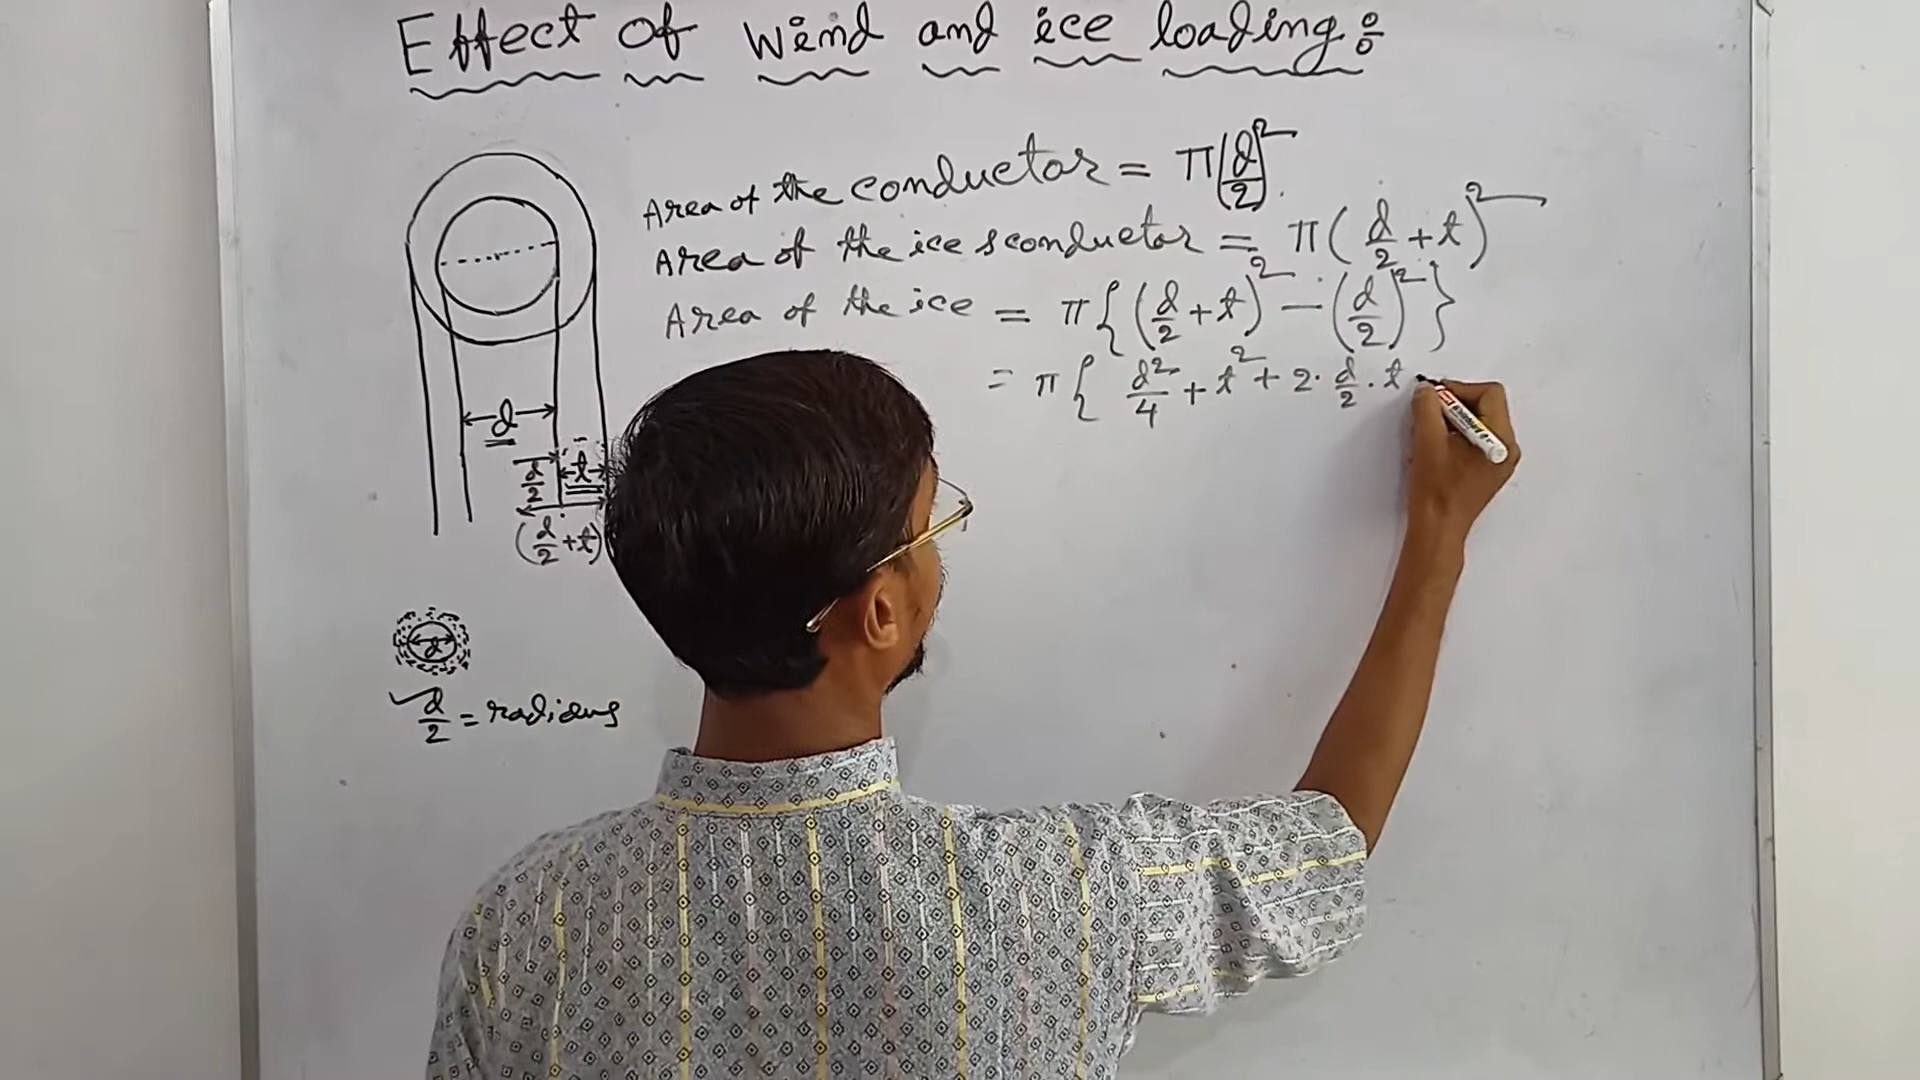 Effect of wind and ice loading:
Area of the conductor = π(d/2)²
Area of the ice & conductor = π(d/2 + t)²
Area of the ice = π{(d/2 + t)² − (d/2)²}
= π{ d²/4 + t² + 2 · d/2 · t
d
d/2 t
(d/2 + t)
d
d/2 = radious